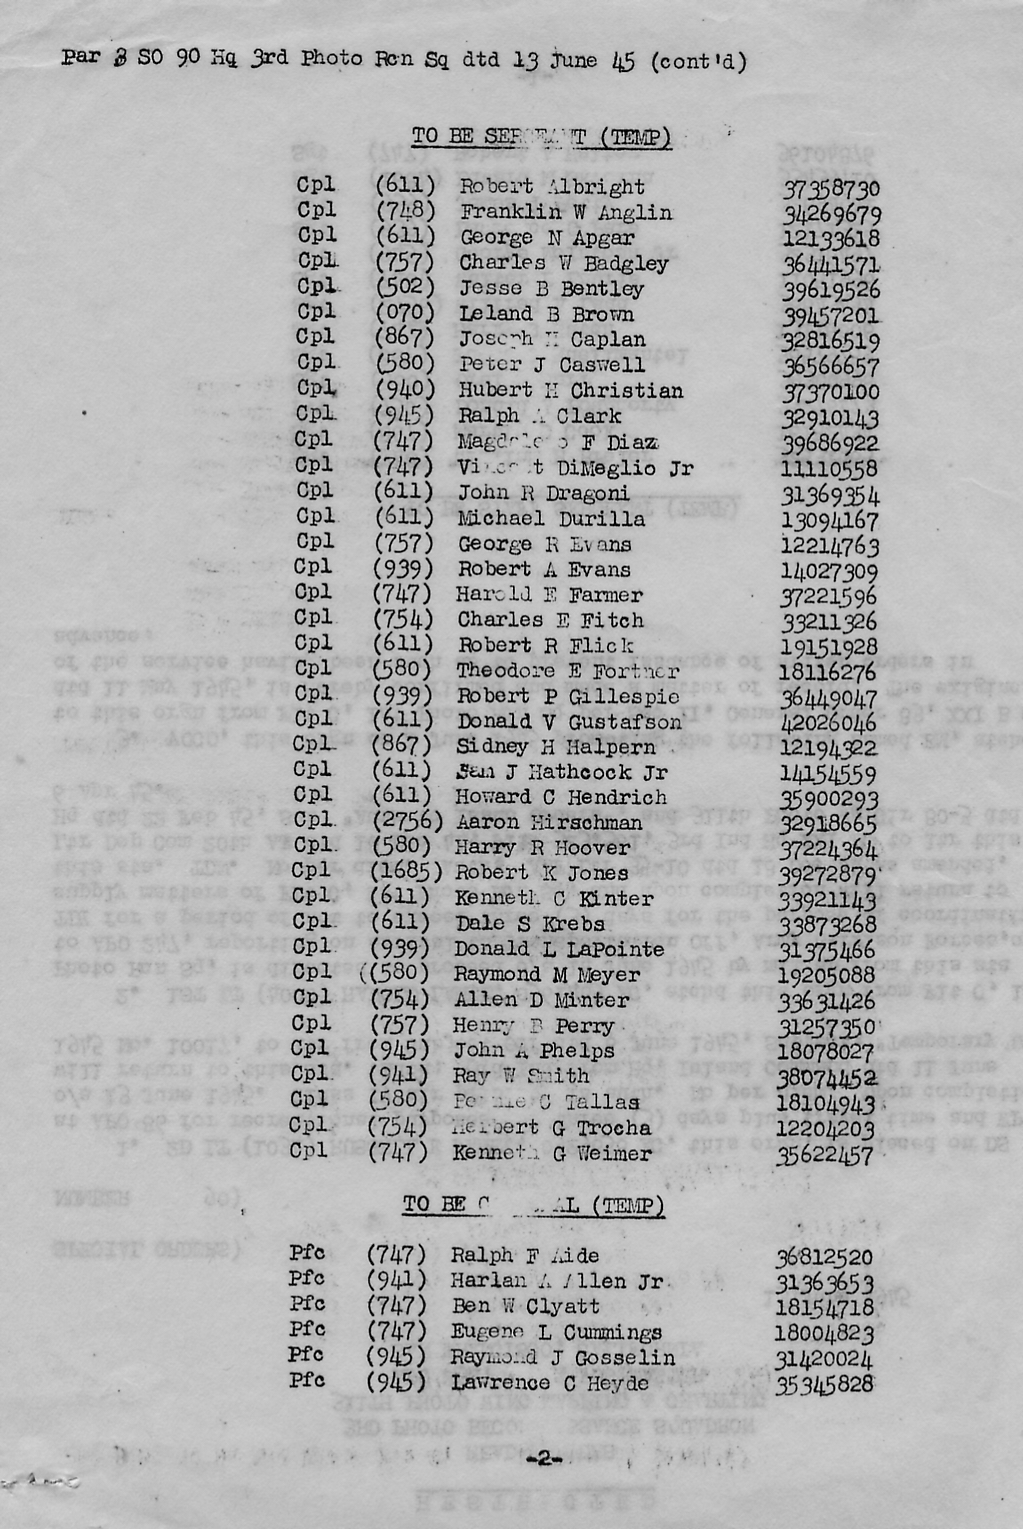 Par 3 SO 90 Hq 3rd Photo Rcn Sq dtd 13 June 45 (cont'd)
TO BE SERGEANT (TEMP)
Cpl (611) Robert Albright 37358730
Cpl (748) Franklin W Anglin 34269679
Cpl (611) George N Apgar 12133618
Cpl (757) Charles W Badgley 36441571
Cpl (502) Jesse B Bentley 39619526
Cpl (070) Leland B Brown 39457201
Cpl (867) Joseph H Caplan 32816519
Cpl (580) Peter J Caswell 36566657
Cpl (940) Hubert H Christian 37370100
Cpl (945) Ralph A Clark 32910143
Cpl (747) F Diaz 39686922
Cpl (747) Vincent DiMeglio Jr 11110558
Cpl (611) John R Dragoni 31369354
Cpl (611) Michael Durilla 13094167
Cpl (757) George R Evans 12214763
Cpl (939) Robert A Evans 14027309
Cpl (747) Harold E Farmer 37221596
Cpl (754) Charles E Fitch 33211326
Cpl (611) Robert R Flick 19151928
Cpl (580) Theodore E Fortner 18116276
Cpl (939) Robert P Gillespie 36449047
Cpl (611) Donald V Gustafson 42026046
Cpl (867) Sidney H Halpern 12194322
Cpl (611) Sam J Hathcock Jr 14154559
Cpl (611) Howard C Hendrich 35900293
Cpl (2756) Aaron Hirschman 32918665
Cpl (580) Harry R Hoover 37224364
Cpl (1685) Robert K Jones 39272879
Cpl (611) Kenneth C Kinter 33921143
Cpl (611) Dale S Krebs 33873268
Cpl (939) Donald L LaPointe 31375466
Cpl ((580) Raymond M Meyer 19205088
Cpl (754) Allen D Minter 33631426
Cpl (757) Henry B Perry 31257350
Cpl (945) John A Phelps 18078027
Cpl (941) Ray W Smith 38074452
Cpl (580) C Tallas 18104943
Cpl (754) Herbert G Trocha 12204203
Cpl (747) Kenneth G Weimer 35622457
TO BE CORPORAL (TEMP)
Pfc (747) Ralph F Aide 36812520
Pfc (941) Harlan A Allen Jr 31363653
Pfc (747) Ben W Clyatt 18154718
Pfc (747) Eugene L Cummings 18004823
Pfc (945) Raymond J Gosselin 31420024
Pfc (945) Lawrence C Heyde 35345828
-2-